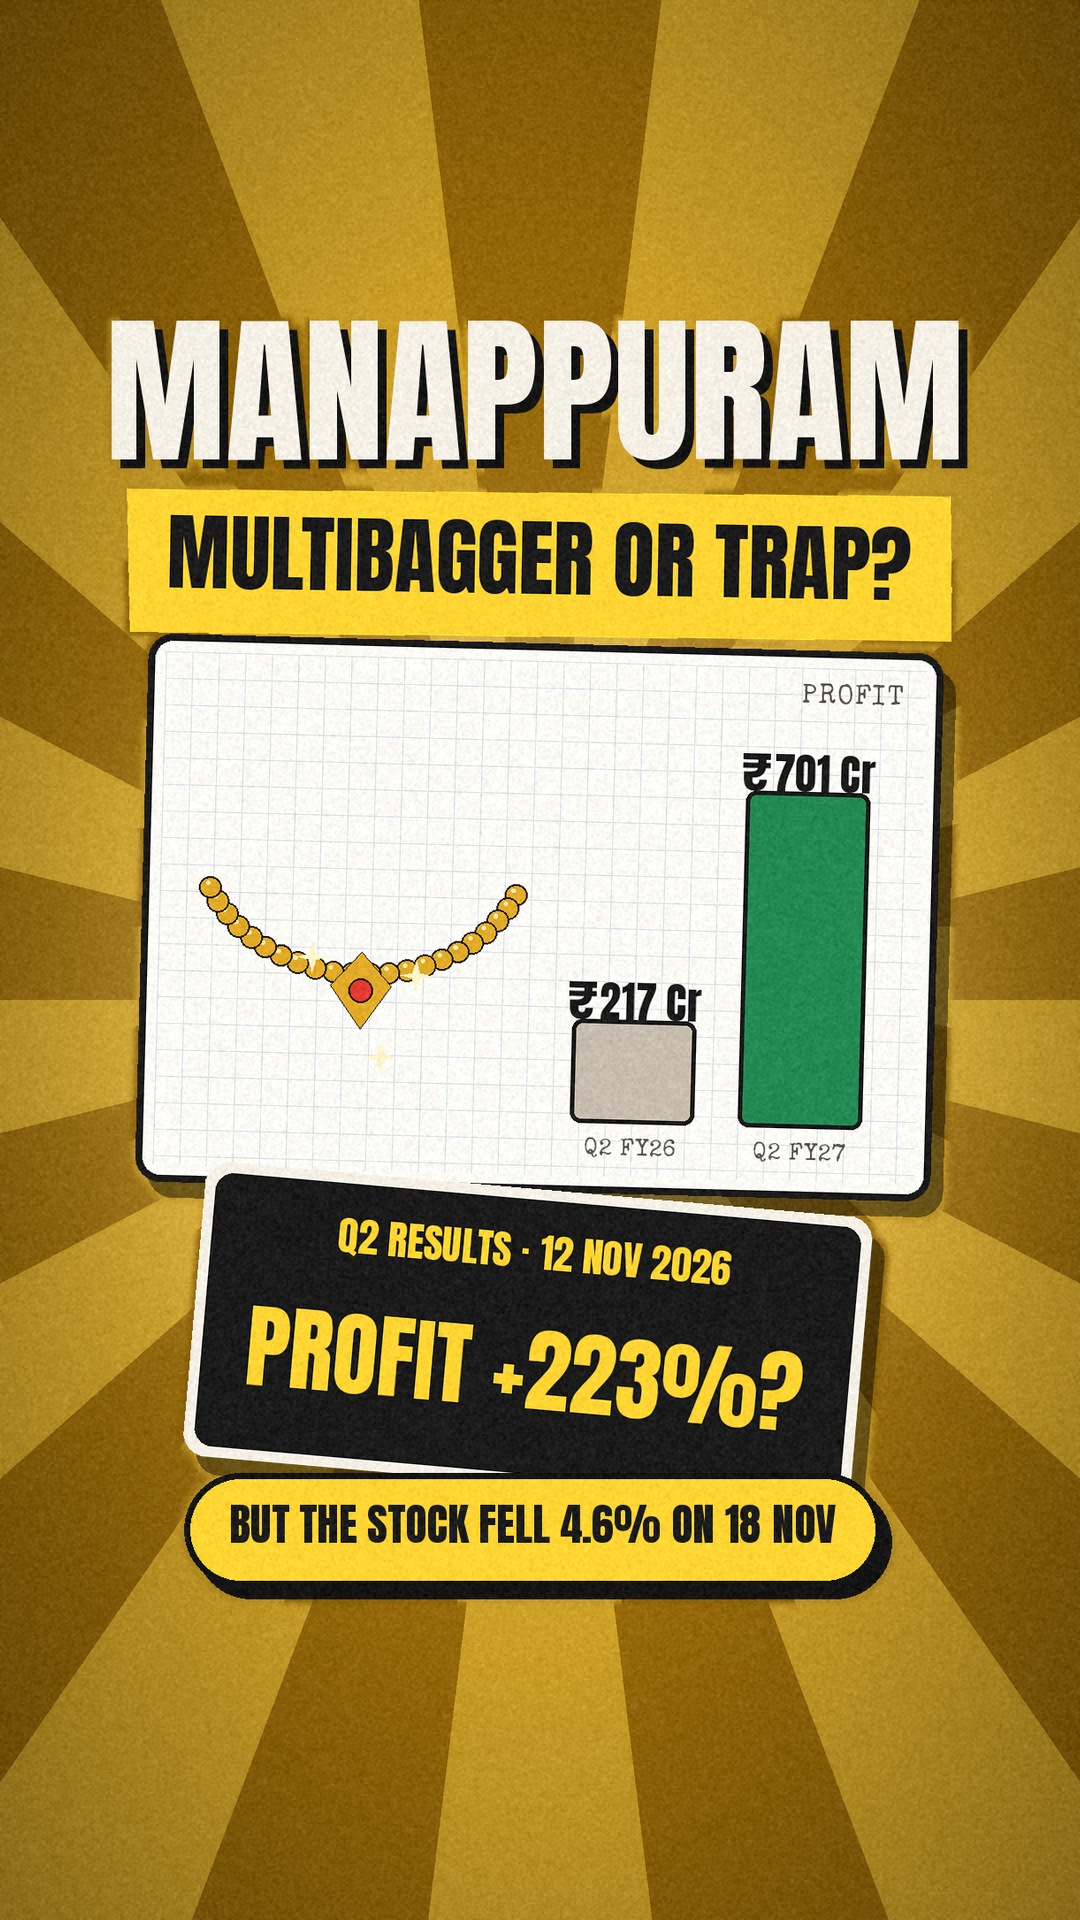 MANAPPURAM
MULTIBAGGER OR TRAP?
PROFIT
₹701 Cr
₹217 Cr
Q2 FY26
Q2 FY27
Q2 RESULTS · 12 NOV 2026
PROFIT +223%?
BUT THE STOCK FELL 4.6% ON 18 NOV